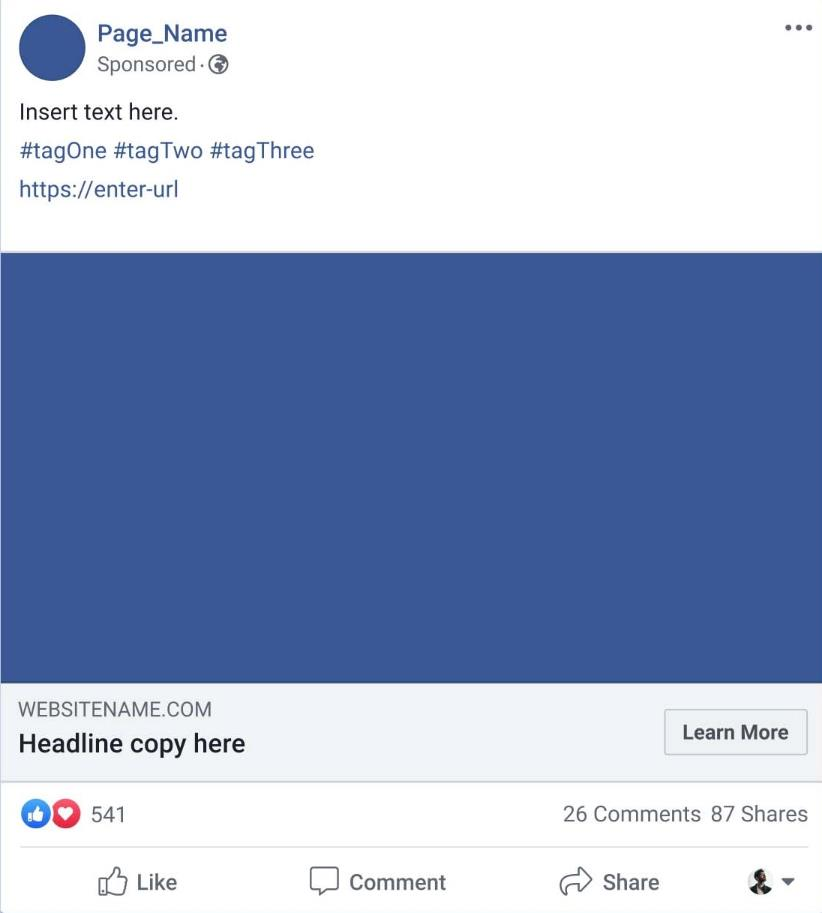 Page_Name
Sponsored ·
Insert text here.
#tagOne #tagTwo #tagThree
https://enter-url
WEBSITENAME.COM
Headline copy here
Learn More
541
26 Comments 87 Shares
Like
Comment
Share